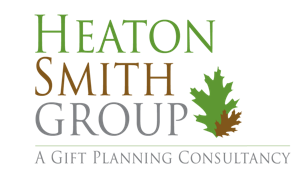 HEATON
SMITH
GROUP
A GIFT PLANNING CONSULTANCY